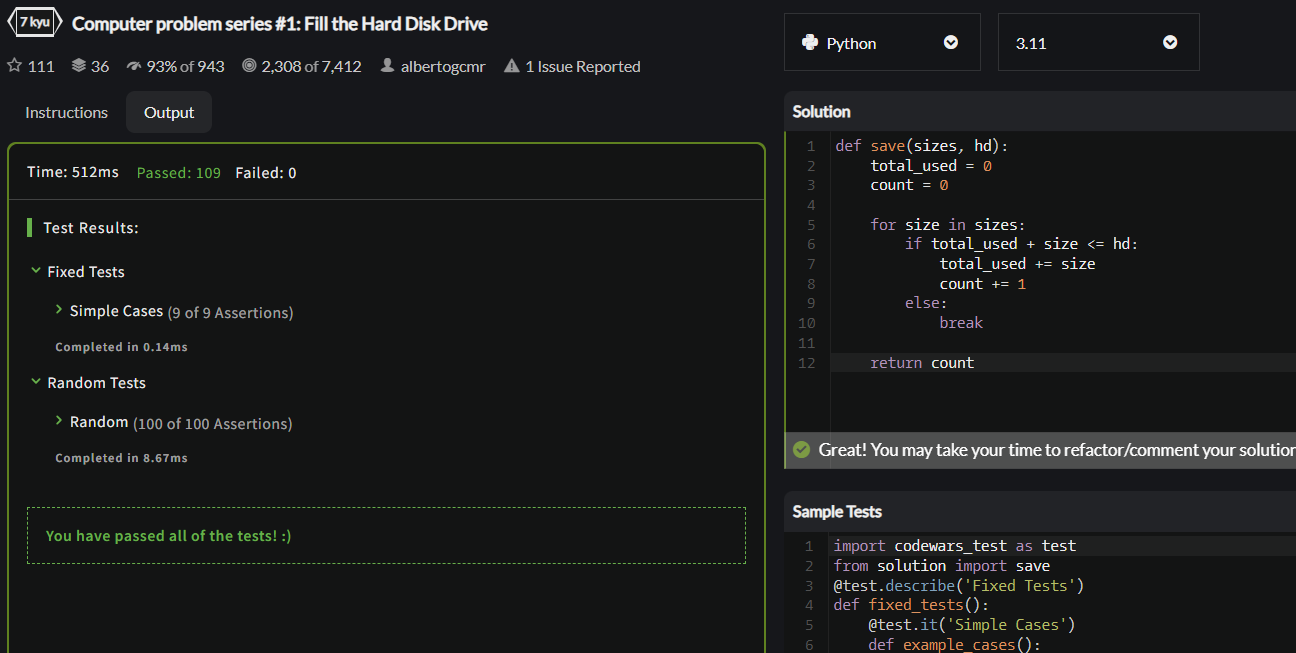 7 kyu Computer problem series #1: Fill the Hard Disk Drive
111 36 93% of 943 2,308 of 7,412 albertogcmr 1 Issue Reported
Instructions Output
Time: 512ms Passed: 109 Failed: 0
Test Results:
Fixed Tests
Simple Cases (9 of 9 Assertions)
Completed in 0.14ms
Random Tests
Random (100 of 100 Assertions)
Completed in 8.67ms
You have passed all of the tests! :)
Python 3.11
Solution
1 def save(sizes, hd):
2     total_used = 0
3     count = 0
4
5     for size in sizes:
6         if total_used + size <= hd:
7             total_used += size
8             count += 1
9         else:
10             break
11
12     return count
Great! You may take your time to refactor/comment your solution
Sample Tests
1 import codewars_test as test
2 from solution import save
3 @test.describe('Fixed Tests')
4 def fixed_tests():
5     @test.it('Simple Cases')
6     def example_cases():